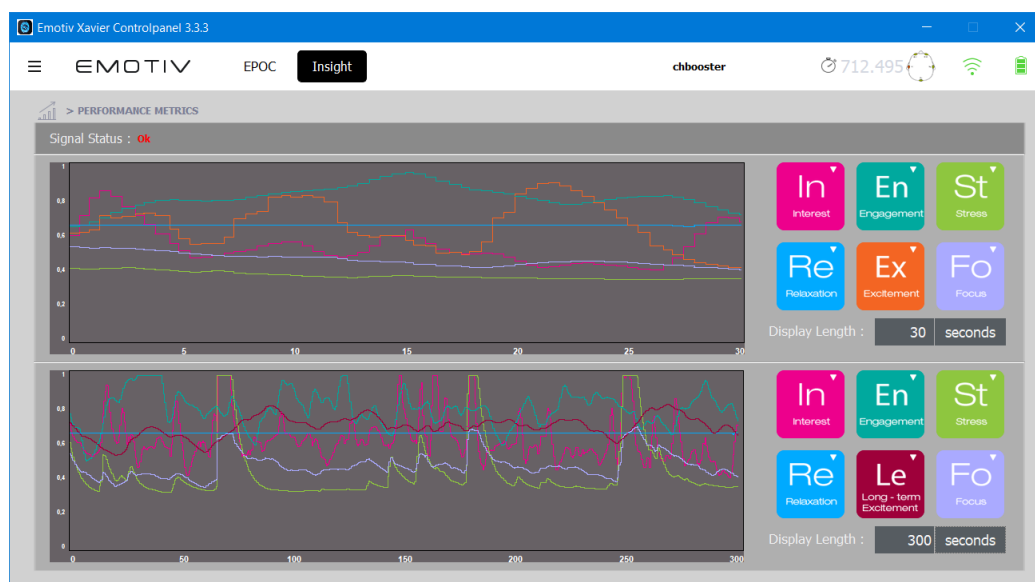 Emotiv Xavier Controlpanel 3.3.3
EMOTIV EPOC Insight chbooster 712.495
> PERFORMANCE METRICS
Signal Status : Ok
1
0,8
0,6
0,4
0,2
0
0 5 10 15 20 25 30
In
Interest
En
Engagement
St
Stress
Re
Relaxation
Ex
Excitement
Fo
Focus
Display Length : 30 seconds
1
0,8
0,6
0,4
0,2
0
0 50 100 150 200 250 300
In
Interest
En
Engagement
St
Stress
Re
Relaxation
Le
Long - term
Excitement
Fo
Focus
Display Length : 300 seconds